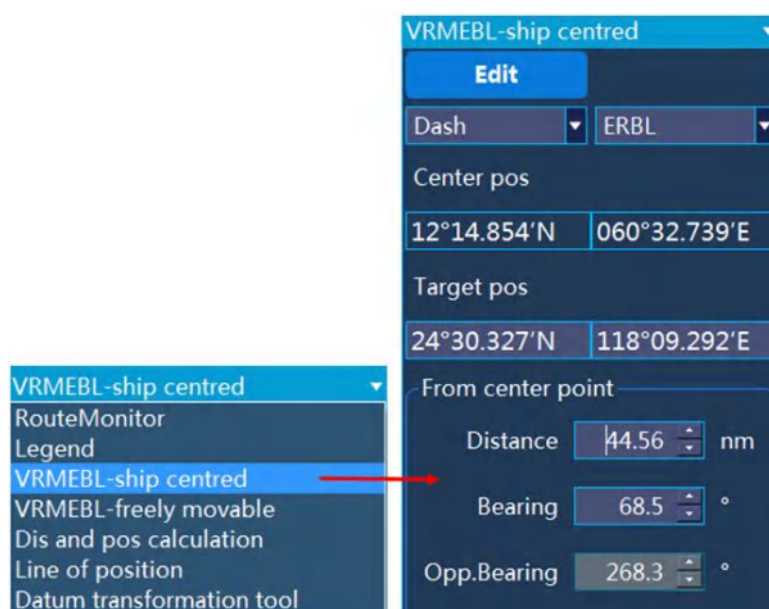 VRMEBL-ship centred
Edit
Dash ERBL
Center pos
12°14.854′N 060°32.739′E
Target pos
24°30.327′N 118°09.292′E
From center point
Distance 44.56 nm
Bearing 68.5 °
Opp.Bearing 268.3 °
VRMEBL-ship centred
RouteMonitor
Legend
VRMEBL-ship centred
VRMEBL-freely movable
Dis and pos calculation
Line of position
Datum transformation tool